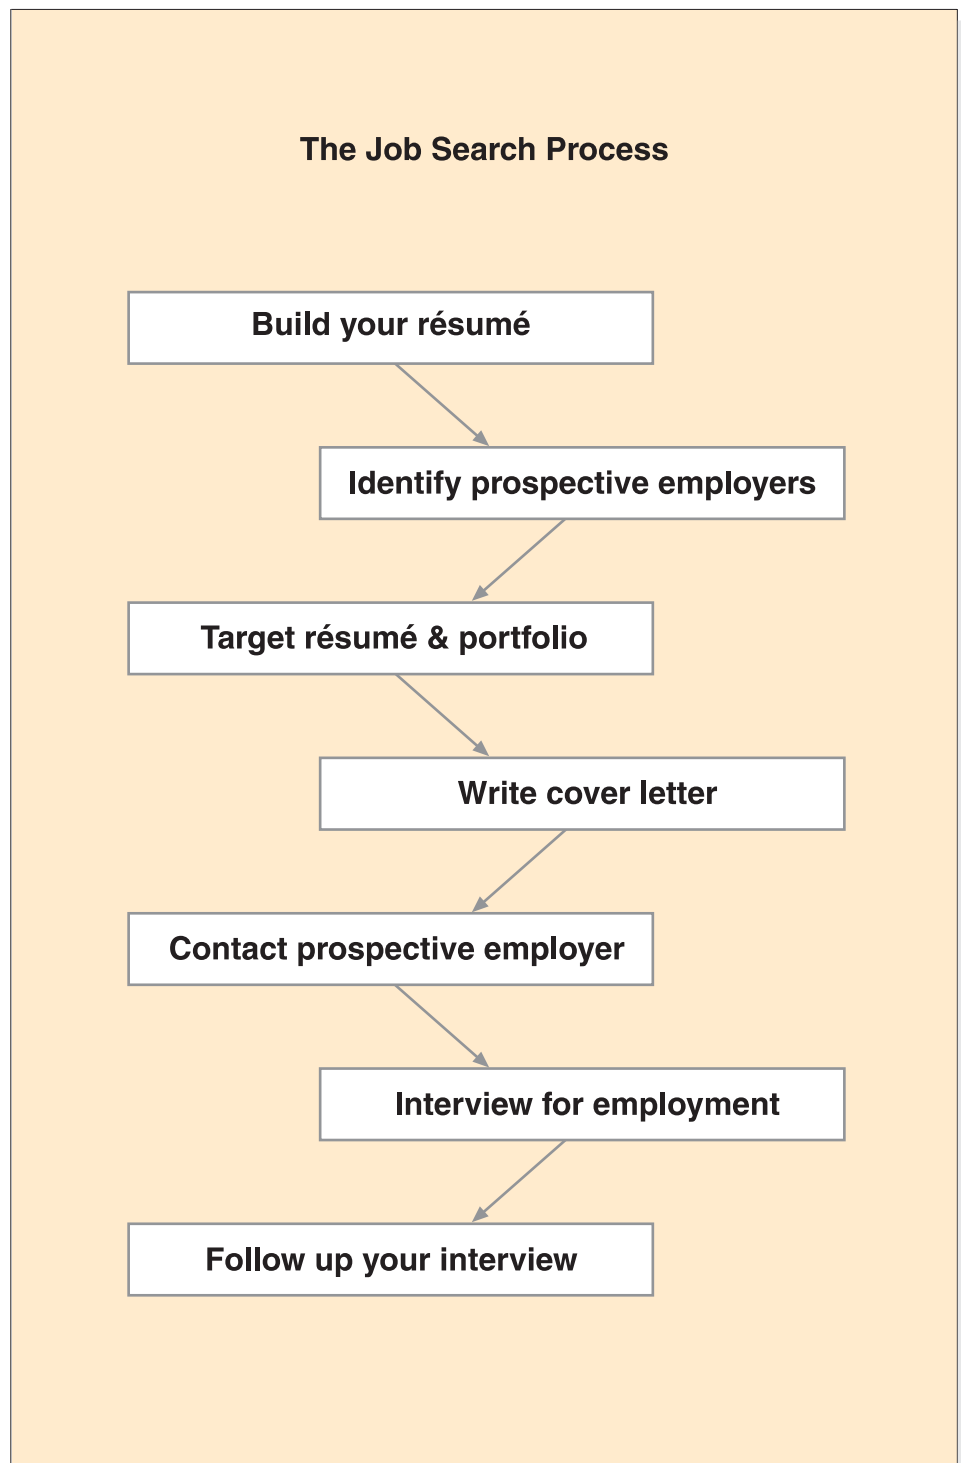 The Job Search Process
Build your résumé
Identify prospective employers
Target résumé & portfolio
Write cover letter
Contact prospective employer
Interview for employment
Follow up your interview